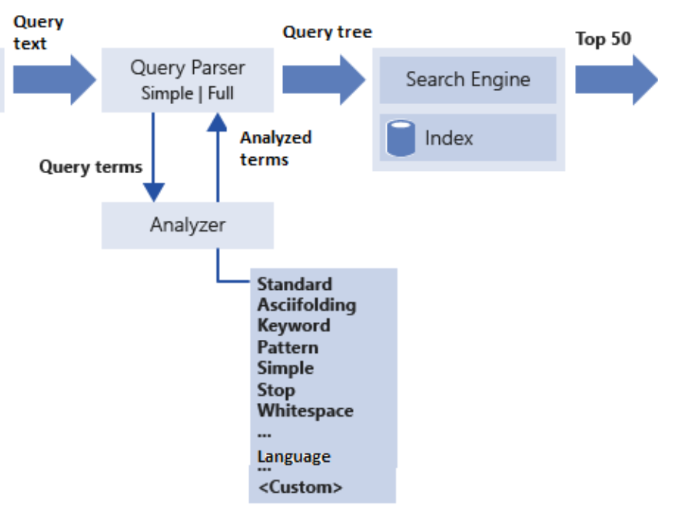 Query
text
Query Parser
Simple | Full
Query tree
Search Engine
Index
Top 50
Query terms
Analyzed
terms
Analyzer
Standard
Asciifolding
Keyword
Pattern
Simple
Stop
Whitespace
...
Language
...
<Custom>